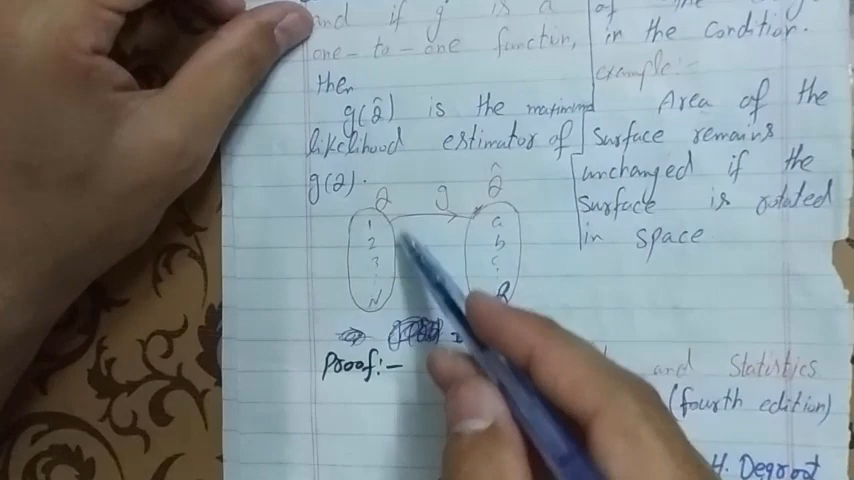 and if g is a
one-to-one function,
then
g(θ̂) is the maximum
likelihood estimator of
g(θ).
in the condition.
example:-
Area of the
surface remains
unchanged if the
surface is rotated
in space
θ g θ̂
1
2
3
N
a
b
c
Proof:-
and Statistics
(fourth edition)
H. Degroot